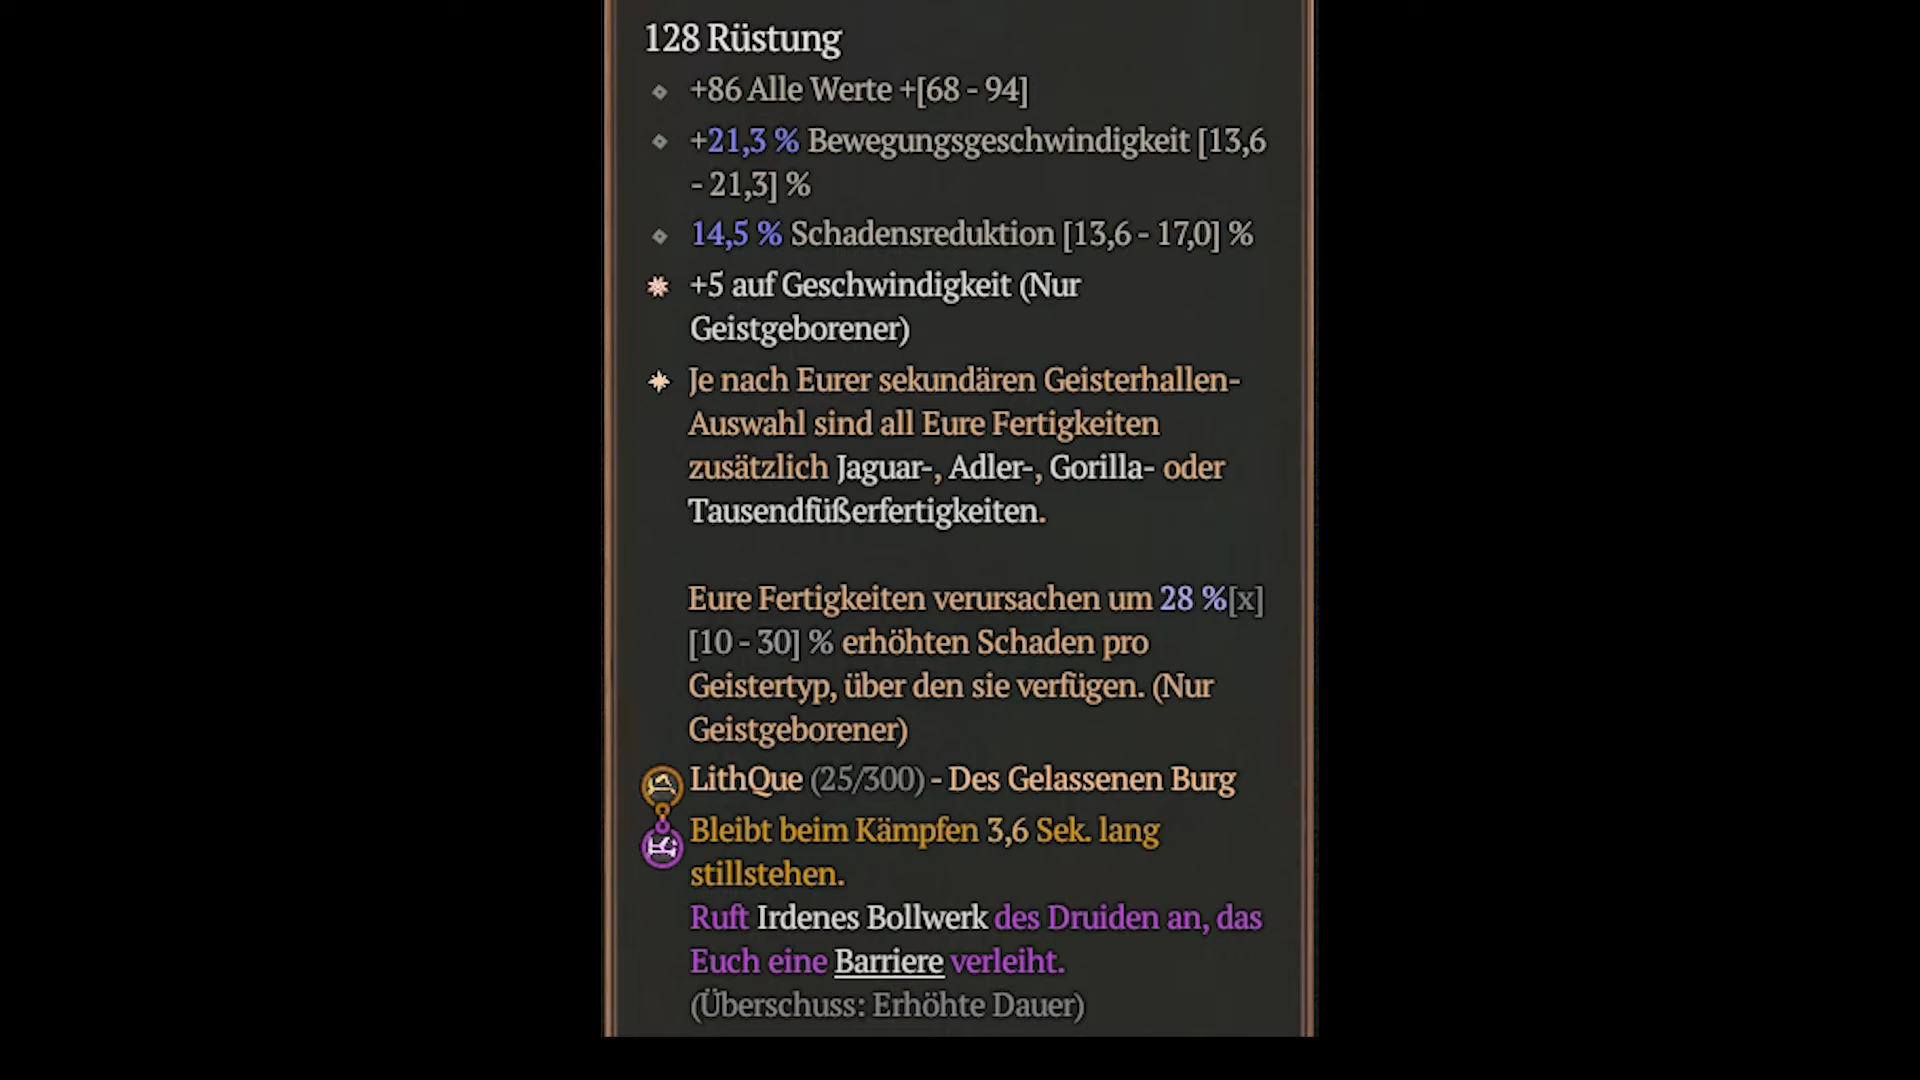 128 Rüstung
+86 Alle Werte +[68 - 94]
+21,3 % Bewegungsgeschwindigkeit [13,6
- 21,3] %
14,5 % Schadensreduktion [13,6 - 17,0] %
+5 auf Geschwindigkeit (Nur
Geistgeborener)
Je nach Eurer sekundären Geisterhallen-
Auswahl sind all Eure Fertigkeiten
zusätzlich Jaguar-, Adler-, Gorilla- oder
Tausendfüßerfertigkeiten.
Eure Fertigkeiten verursachen um 28 %[x]
[10 - 30] % erhöhten Schaden pro
Geistertyp, über den sie verfügen. (Nur
Geistgeborener)
LithQue (25/300) - Des Gelassenen Burg
Bleibt beim Kämpfen 3,6 Sek. lang
stillstehen.
Ruft Irdenes Bollwerk des Druiden an, das
Euch eine Barriere verleiht.
(Überschuss: Erhöhte Dauer)